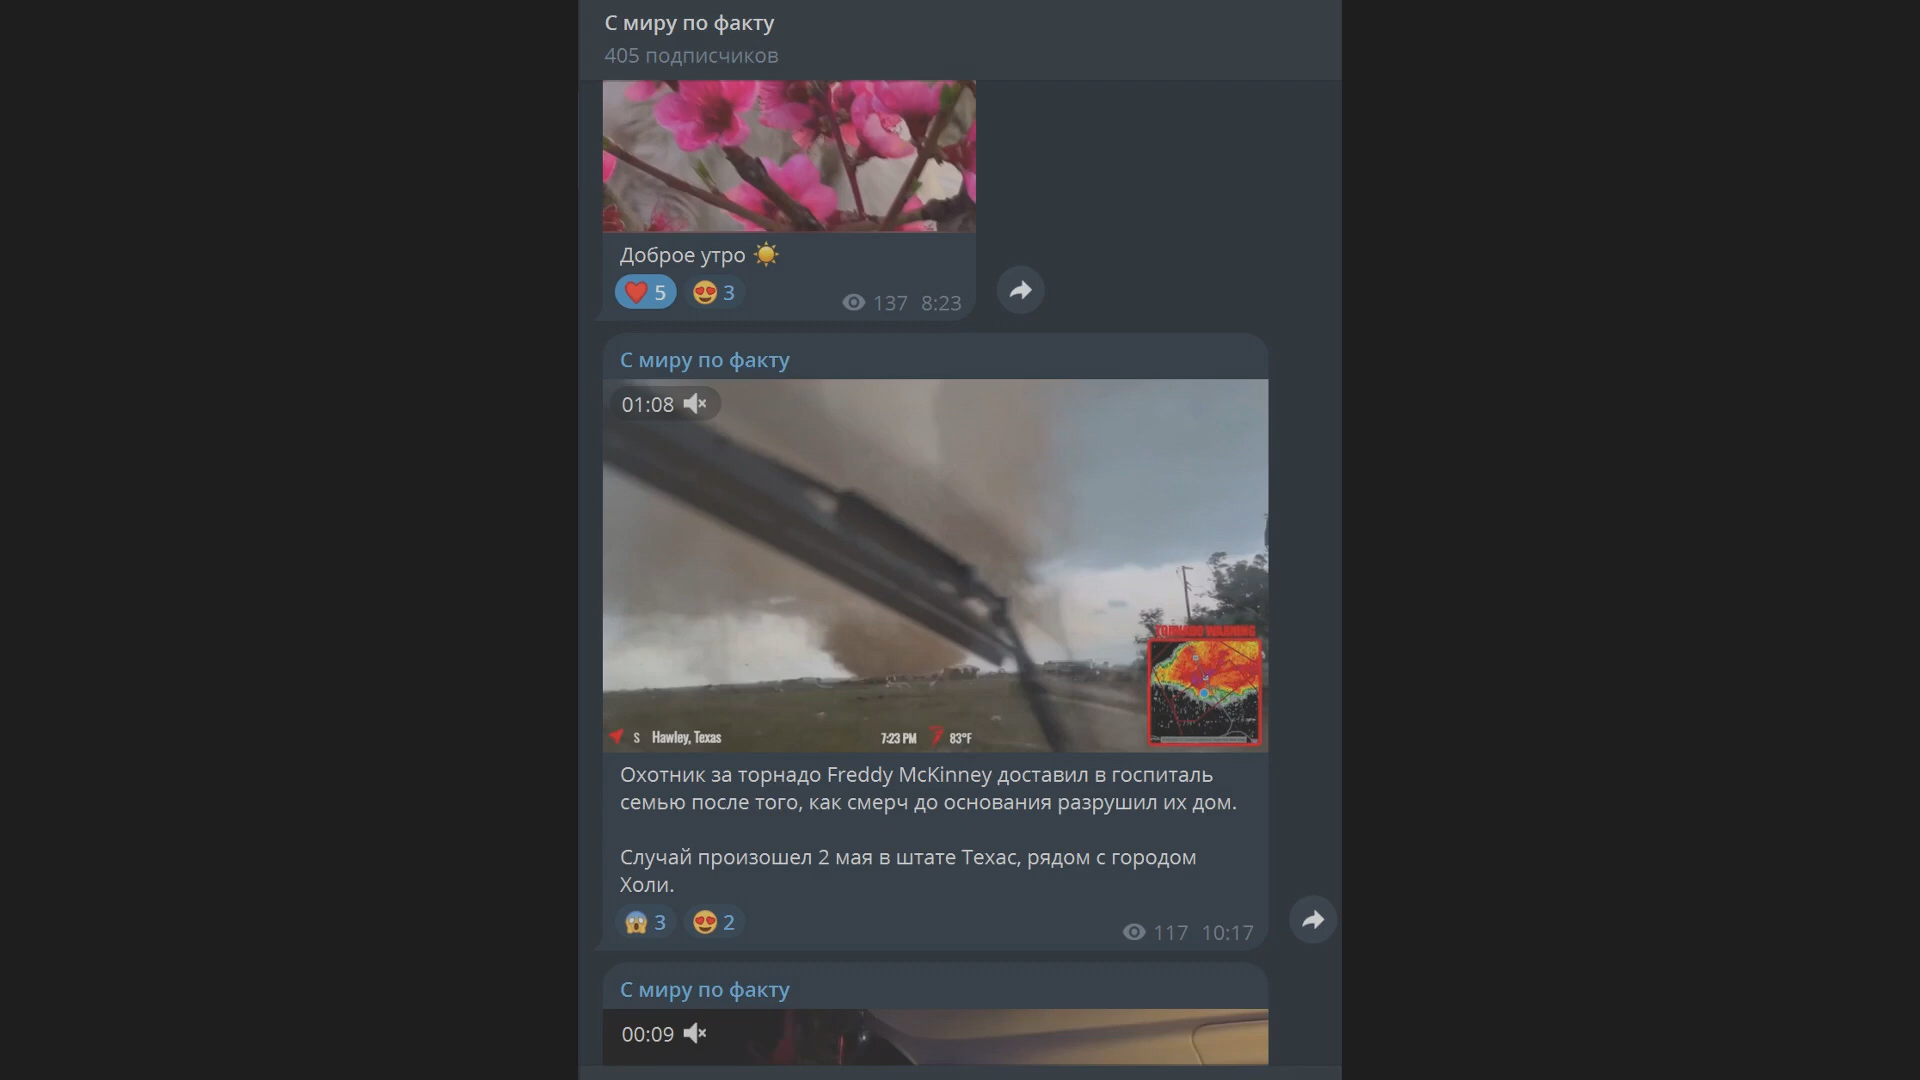 С миру по факту
405 подписчиков
Доброе утро
5
3
137 8:23
С миру по факту
01:08
TORNADO WARNING
S Hawley, Texas
7:23 PM
83°F
Охотник за торнадо Freddy McKinney доставил в госпиталь
семью после того, как смерч до основания разрушил их дом.
Случай произошел 2 мая в штате Техас, рядом с городом
Холи.
3
2
117 10:17
С миру по факту
00:09